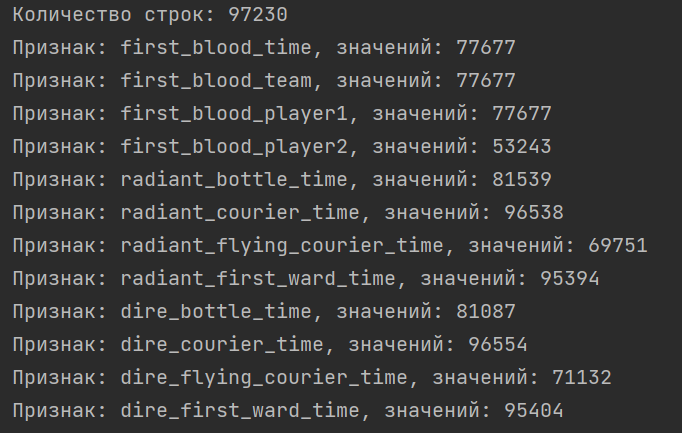 Количество строк: 97230
Признак: first_blood_time, значений: 77677
Признак: first_blood_team, значений: 77677
Признак: first_blood_player1, значений: 77677
Признак: first_blood_player2, значений: 53243
Признак: radiant_bottle_time, значений: 81539
Признак: radiant_courier_time, значений: 96538
Признак: radiant_flying_courier_time, значений: 69751
Признак: radiant_first_ward_time, значений: 95394
Признак: dire_bottle_time, значений: 81087
Признак: dire_courier_time, значений: 96554
Признак: dire_flying_courier_time, значений: 71132
Признак: dire_first_ward_time, значений: 95404